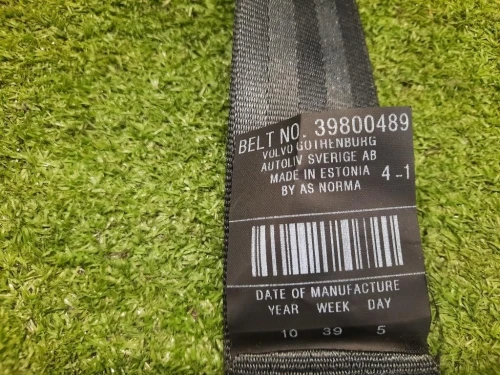 BELT NO. 39800489
VOLVO GOTHENBURG
AUTOLIV SVERIGE AB
MADE IN ESTONIA 4-1
BY AS NORMA
DATE OF MANUFACTURE
YEAR WEEK DAY
10 39 5